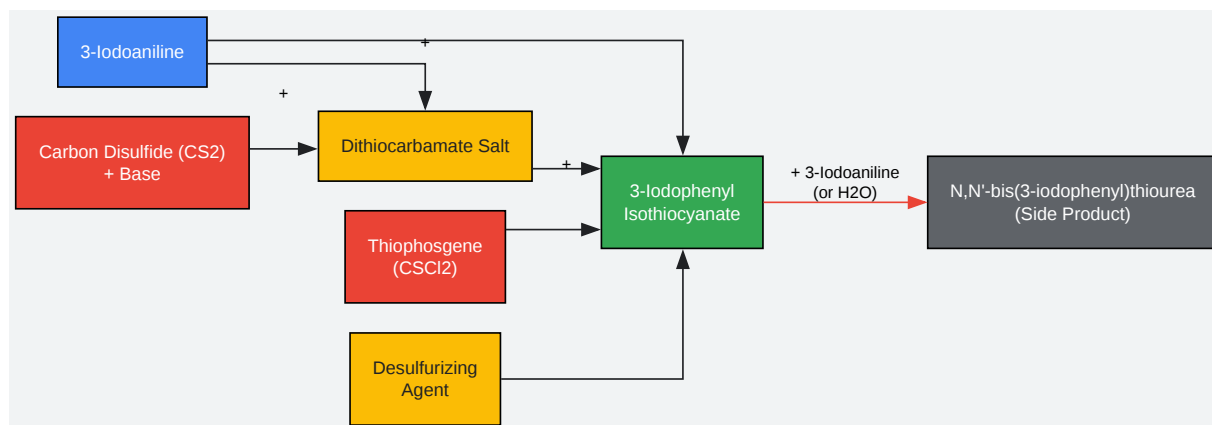 3-Iodoaniline
+
+
Carbon Disulfide (CS2)
+ Base
Dithiocarbamate Salt
+
3-Iodophenyl
Isothiocyanate
+ 3-Iodoaniline
(or H2O)
N,N'-bis(3-iodophenyl)thiourea
(Side Product)
Thiophosgene
(CSCl2)
Desulfurizing
Agent